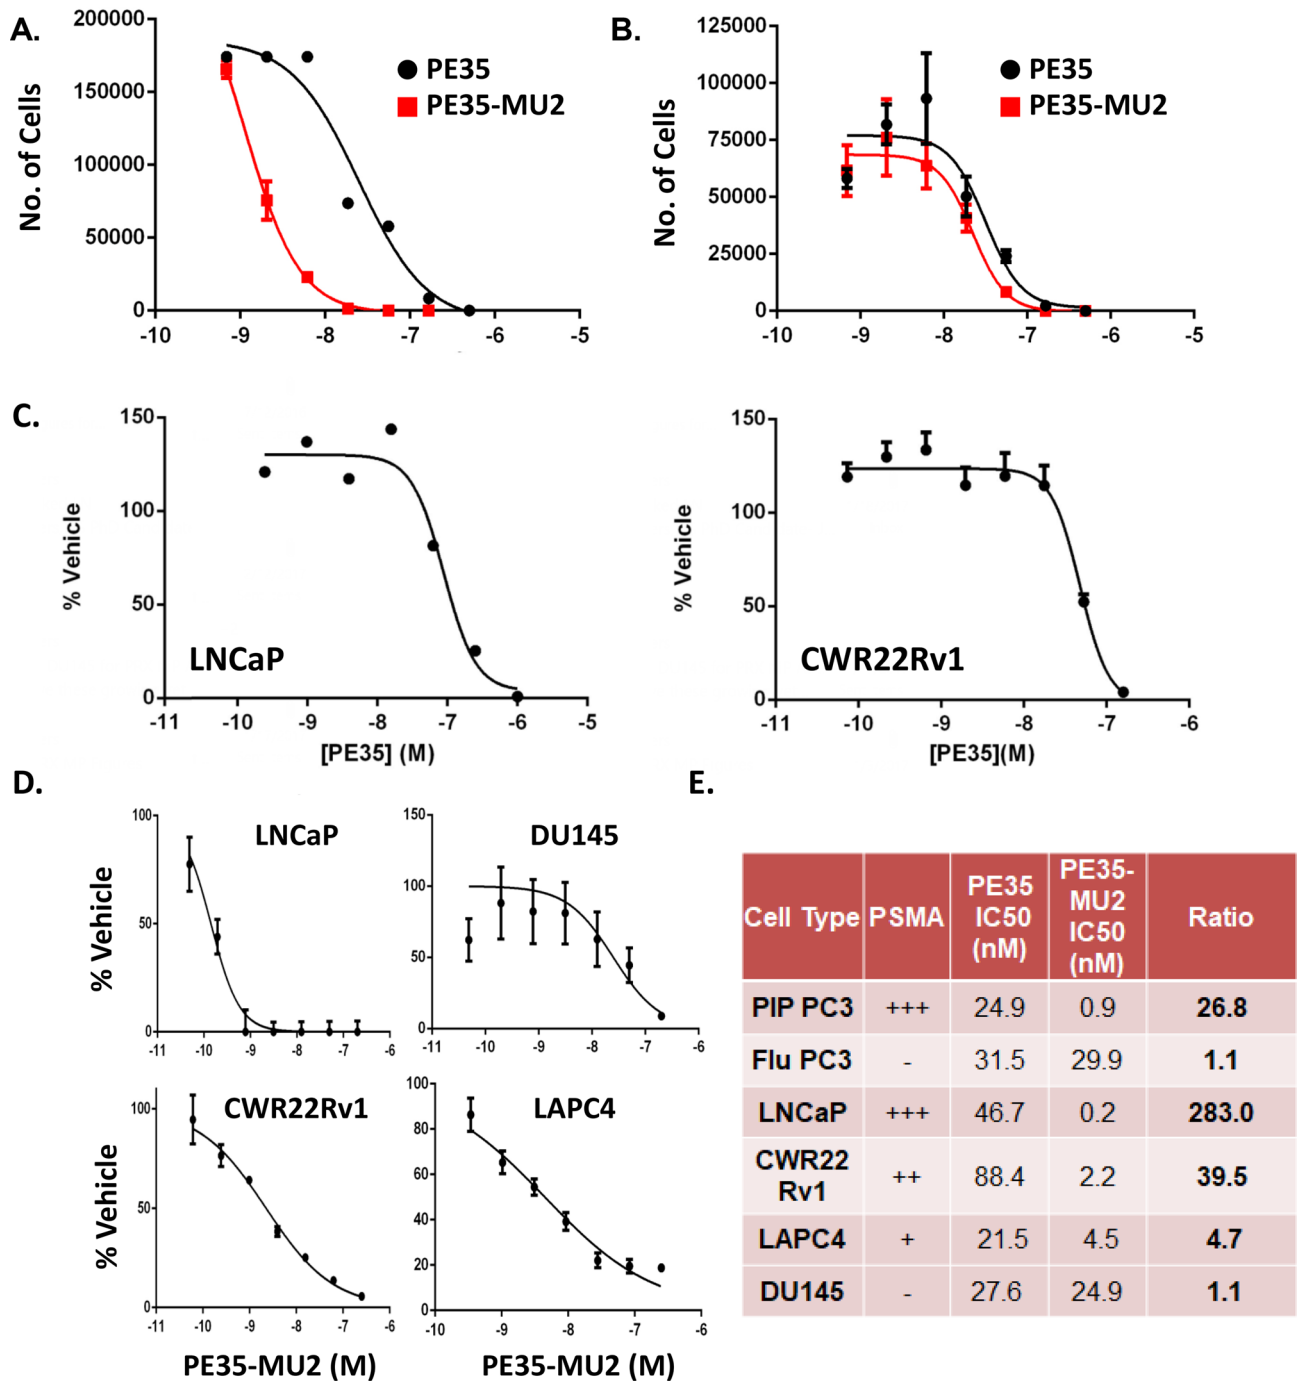 A.
No. of Cells
200000
150000
100000
50000
0
-10 -9 -8 -7 -6 -5
PE35
PE35-MU2
B.
No. of Cells
125000
100000
75000
50000
25000
0
-10 -9 -8 -7 -6 -5
PE35
PE35-MU2
C.
% Vehicle
150
100
50
0
LNCaP
-11 -10 -9 -8 -7 -6 -5
[PE35] (M)
% Vehicle
150
100
50
0
CWR22Rv1
-11 -10 -9 -8 -7 -6
[PE35](M)
D.
% Vehicle
100
50
0
LNCaP
-11 -10 -9 -8 -7 -6
150
100
50
0
DU145
-11 -10 -9 -8 -7 -6
% Vehicle
100
50
0
CWR22Rv1
-11 -10 -9 -8 -7 -6
PE35-MU2 (M)
100
80
60
40
20
0
LAPC4
-10 -9 -8 -7 -6
PE35-MU2 (M)
E.
Cell Type PSMA PE35 IC50 (nM) PE35-MU2 IC50 (nM) Ratio
PIP PC3 +++ 24.9 0.9 26.8
Flu PC3 - 31.5 29.9 1.1
LNCaP +++ 46.7 0.2 283.0
CWR22 Rv1 ++ 88.4 2.2 39.5
LAPC4 + 21.5 4.5 4.7
DU145 - 27.6 24.9 1.1